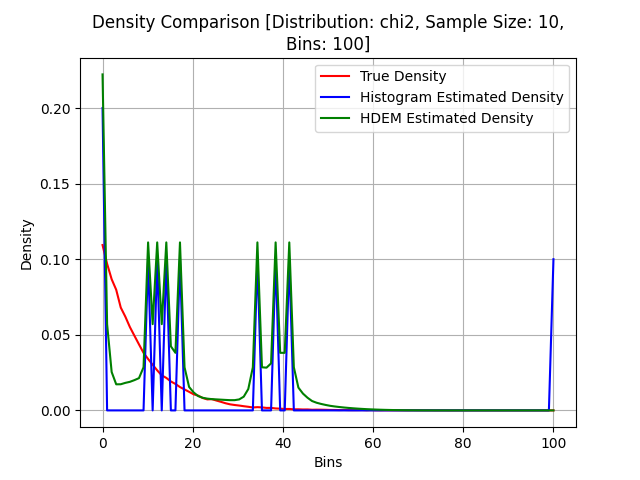 Density Comparison [Distribution: chi2, Sample Size: 10,
Bins: 100]
True Density
Histogram Estimated Density
HDEM Estimated Density
Density
0.20
0.15
0.10
0.05
0.00
0 20 40 60 80 100
Bins